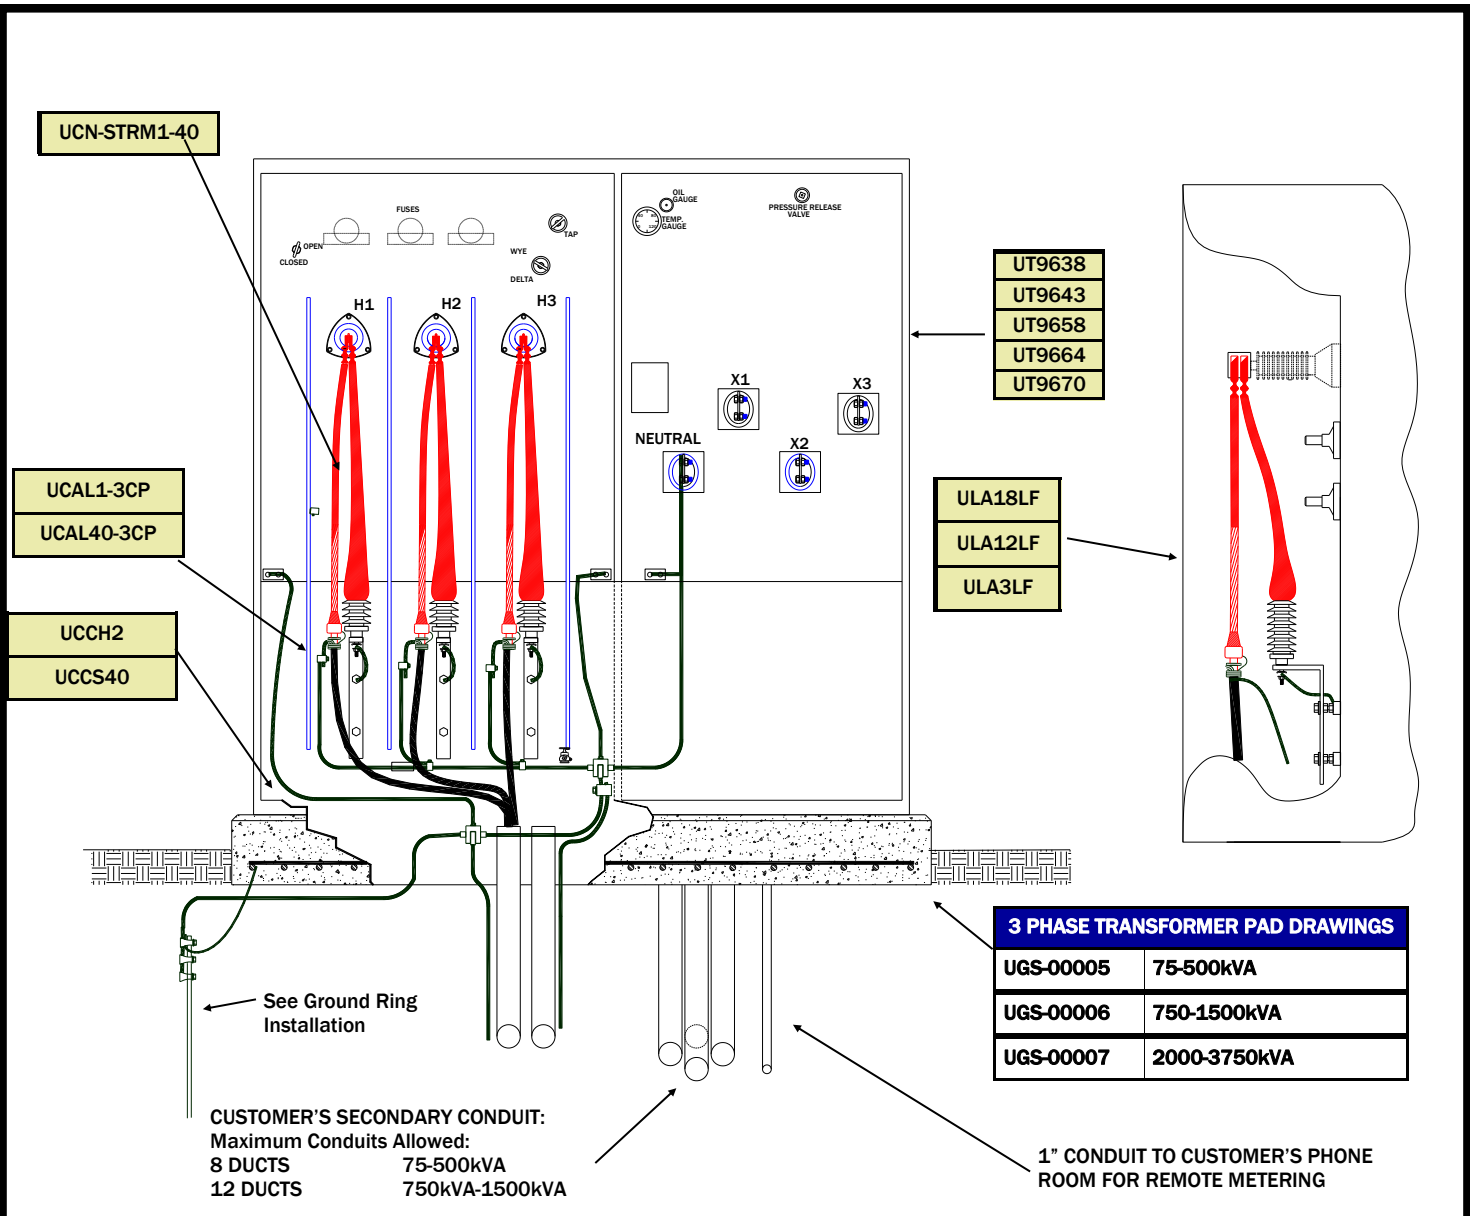 UCN-STRM1-40
OIL
GAUGE
TEMP.
GAUGE
PRESSURE RELEASE
VALVE
FUSES
TAP
OPEN
CLOSED
WYE
DELTA
H1
H2
H3
UT9638
UT9643
UT9658
UT9664
UT9670
X1
X3
NEUTRAL
X2
UCAL1-3CP
UCAL40-3CP
ULA18LF
ULA12LF
ULA3LF
UCCH2
UCCS40
3 PHASE TRANSFORMER PAD DRAWINGS
UGS-00005 75-500kVA
UGS-00006 750-1500kVA
UGS-00007 2000-3750kVA
See Ground Ring
Installation
CUSTOMER'S SECONDARY CONDUIT:
Maximum Conduits Allowed:
8 DUCTS 75-500kVA
12 DUCTS 750kVA-1500kVA
1" CONDUIT TO CUSTOMER'S PHONE
ROOM FOR REMOTE METERING